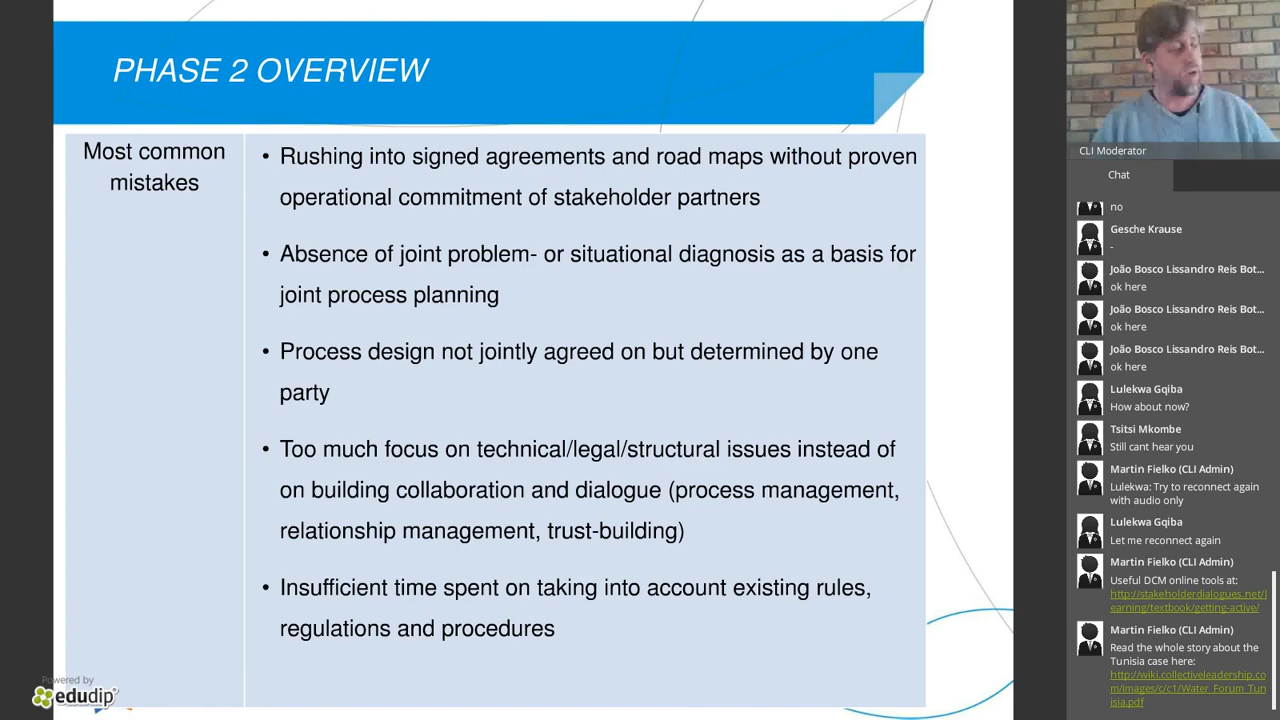 PHASE 2 OVERVIEW
Most common
mistakes
• Rushing into signed agreements and road maps without proven
operational commitment of stakeholder partners
• Absence of joint problem- or situational diagnosis as a basis for
joint process planning
• Process design not jointly agreed on but determined by one
party
• Too much focus on technical/legal/structural issues instead of
on building collaboration and dialogue (process management,
relationship management, trust-building)
• Insufficient time spent on taking into account existing rules,
regulations and procedures
Powered by
edudip
CLI Moderator
Chat
no
Gesche Krause
-
João Bosco Lissandro Reis Bot...
ok here
João Bosco Lissandro Reis Bot...
ok here
João Bosco Lissandro Reis Bot...
ok here
Lulekwa Gqiba
How about now?
Tsitsi Mkombe
Still cant hear you
Martin Fielko (CLI Admin)
Lulekwa: Try to reconnect again
with audio only
Lulekwa Gqiba
Let me reconnect again
Martin Fielko (CLI Admin)
Useful DCM online tools at:
http://stakeholderdialogues.net/l
earning/textbook/getting-active/
Martin Fielko (CLI Admin)
Read the whole story about the
Tunisia case here:
http://wiki.collectiveleadership.co
m/images/c/c1/Water_Forum_Tun
isia.pdf